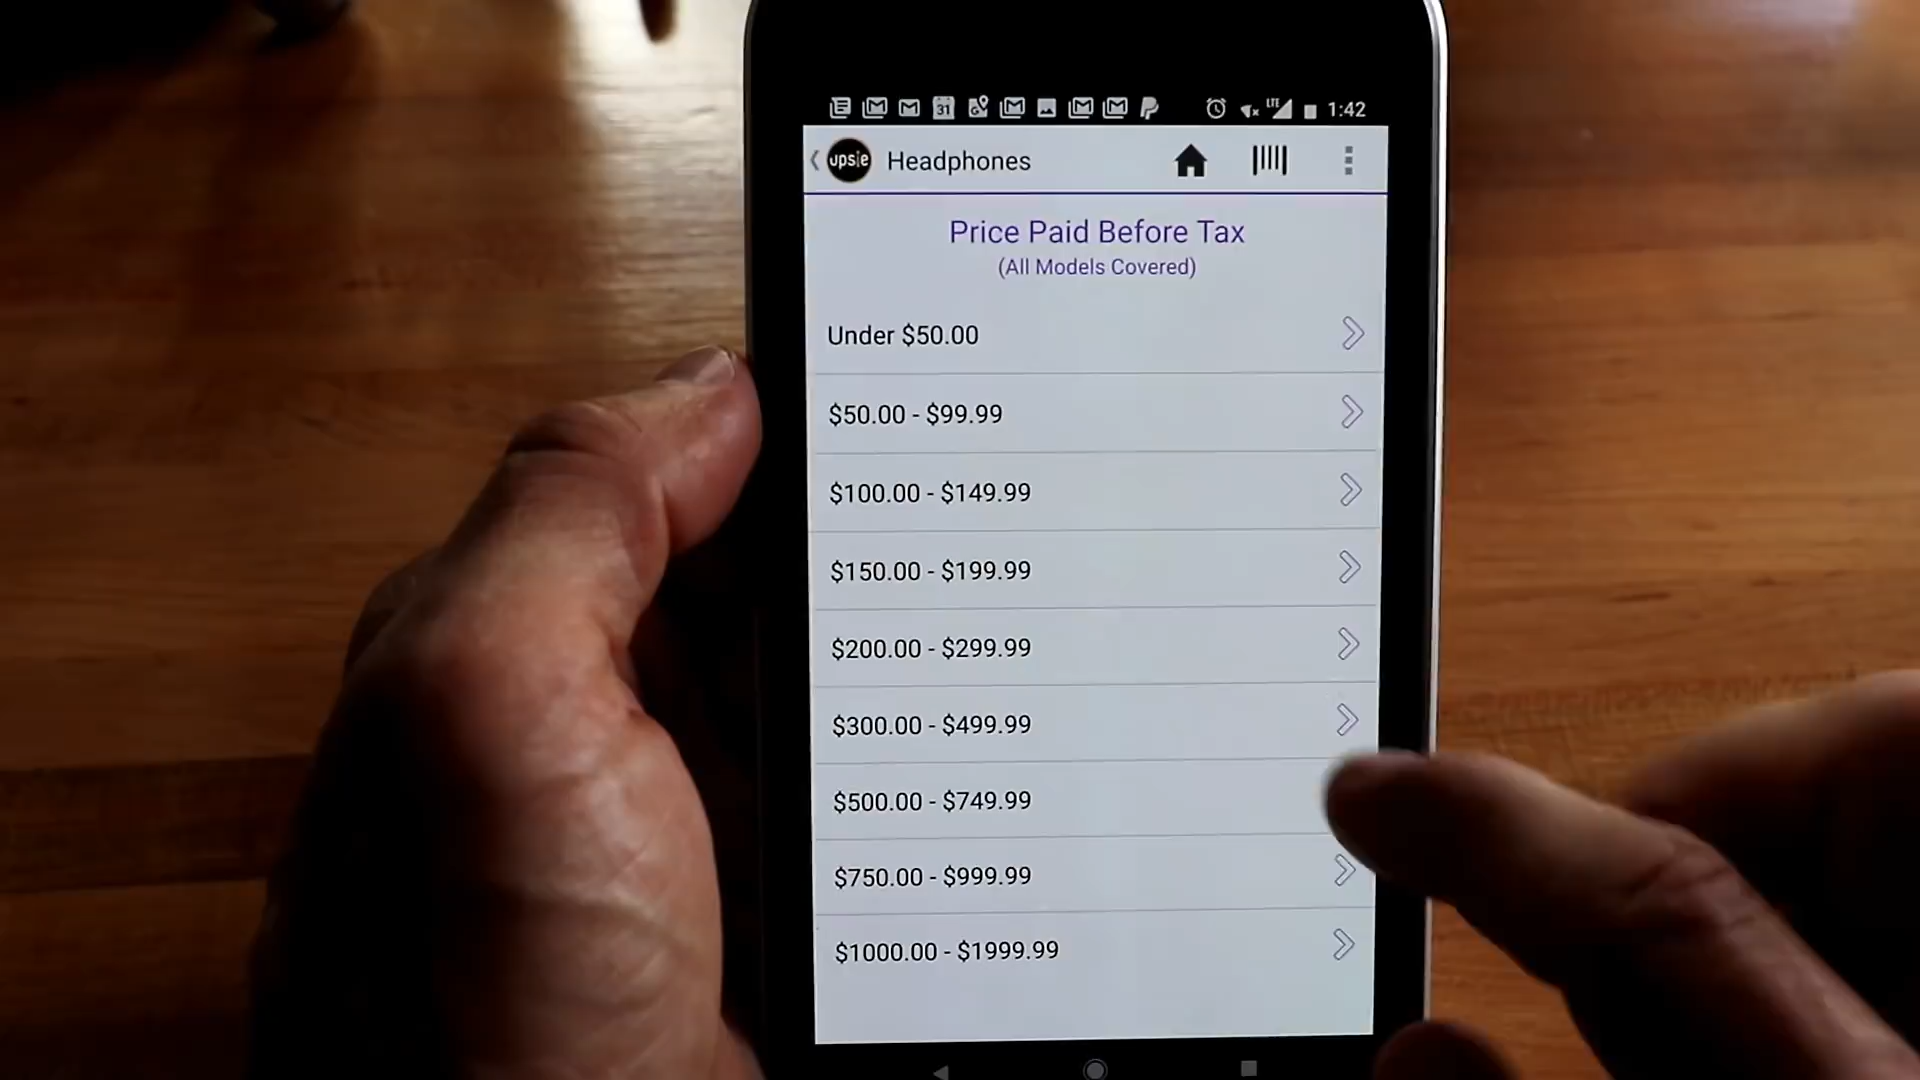 31 G LTE 1:42
upsie Headphones
Price Paid Before Tax
(All Models Covered)
Under $50.00
$50.00 - $99.99
$100.00 - $149.99
$150.00 - $199.99
$200.00 - $299.99
$300.00 - $499.99
$500.00 - $749.99
$750.00 - $999.99
$1000.00 - $1999.99